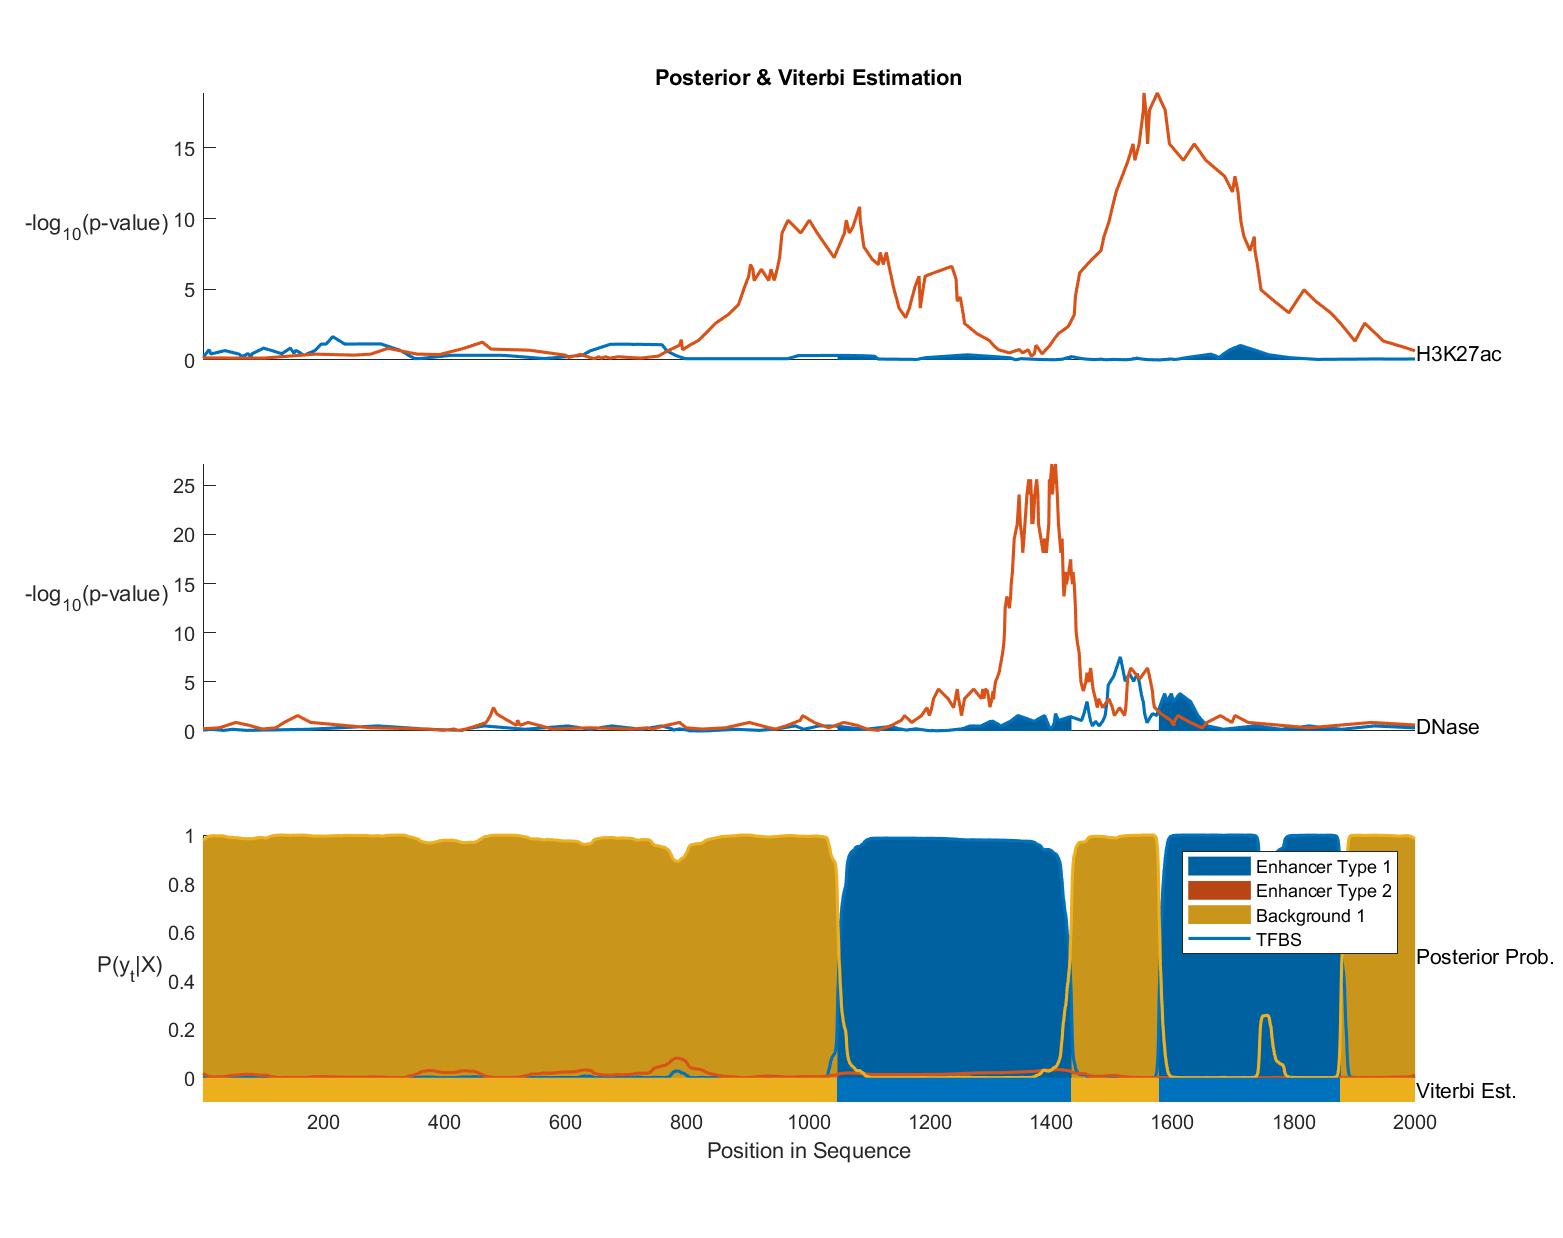 Posterior & Viterbi Estimation
15
-log10(p-value) 10
5
0
H3K27ac
25
20
-log10(p-value) 15
10
5
0
DNase
1
Enhancer Type 1
0.8
Enhancer Type 2
Background 1
0.6
TFBS
P(yt|X)
Posterior Prob.
0.4
0.2
0
Viterbi Est.
200 400 600 800 1000 1200 1400 1600 1800 2000
Position in Sequence